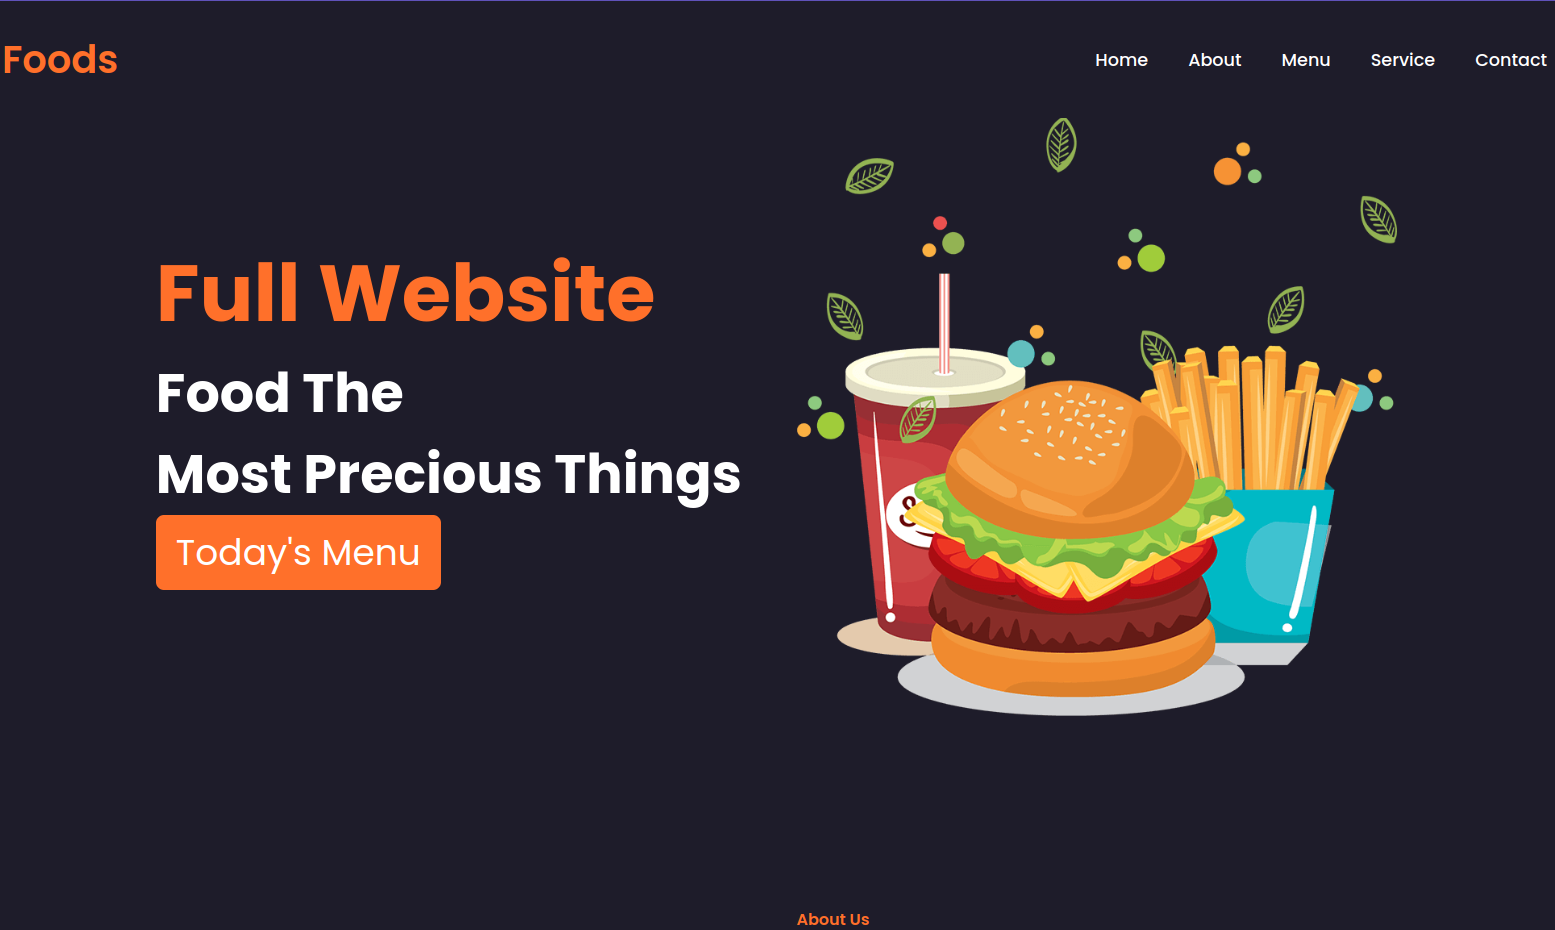 Foods
Home About Menu Service Contact
Full Website
Food The
Most Precious Things
Today's Menu
About Us